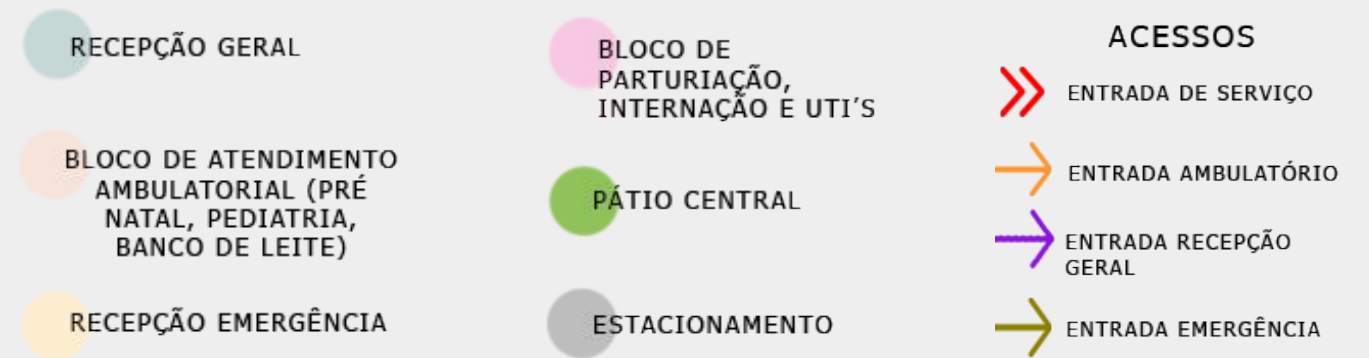 RECEPÇÃO GERAL
BLOCO DE ATENDIMENTO
AMBULATORIAL (PRÉ
NATAL, PEDIATRIA,
BANCO DE LEITE)
RECEPÇÃO EMERGÊNCIA
BLOCO DE
PARTURIAÇÃO,
INTERNAÇÃO E UTI´S
PÁTIO CENTRAL
ESTACIONAMENTO
ACESSOS
ENTRADA DE SERVIÇO
ENTRADA AMBULATÓRIO
ENTRADA RECEPÇÃO
GERAL
ENTRADA EMERGÊNCIA